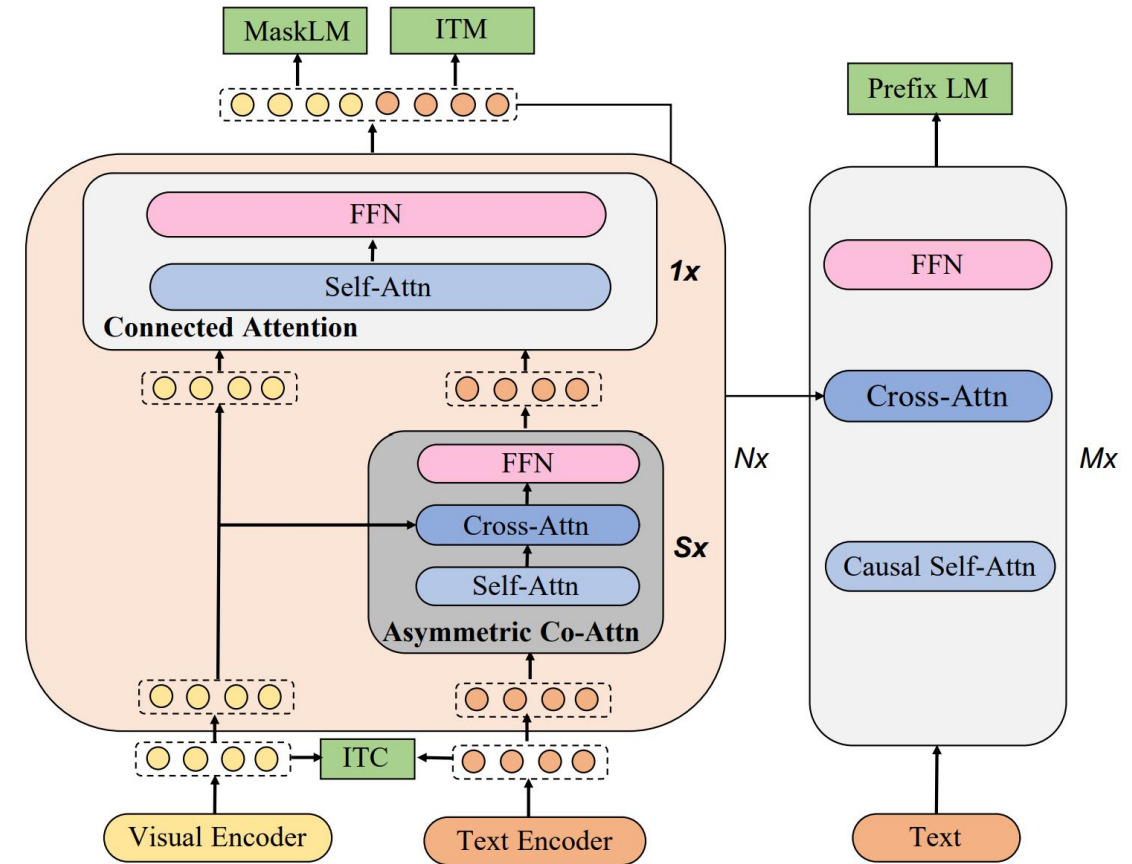 MaskLM
ITM
Prefix LM
FFN
Self-Attn
1x
Connected Attention
FFN
Cross-Attn
Self-Attn
Sx
Asymmetric Co-Attn
Nx
FFN
Cross-Attn
Causal Self-Attn
Mx
ITC
Visual Encoder
Text Encoder
Text